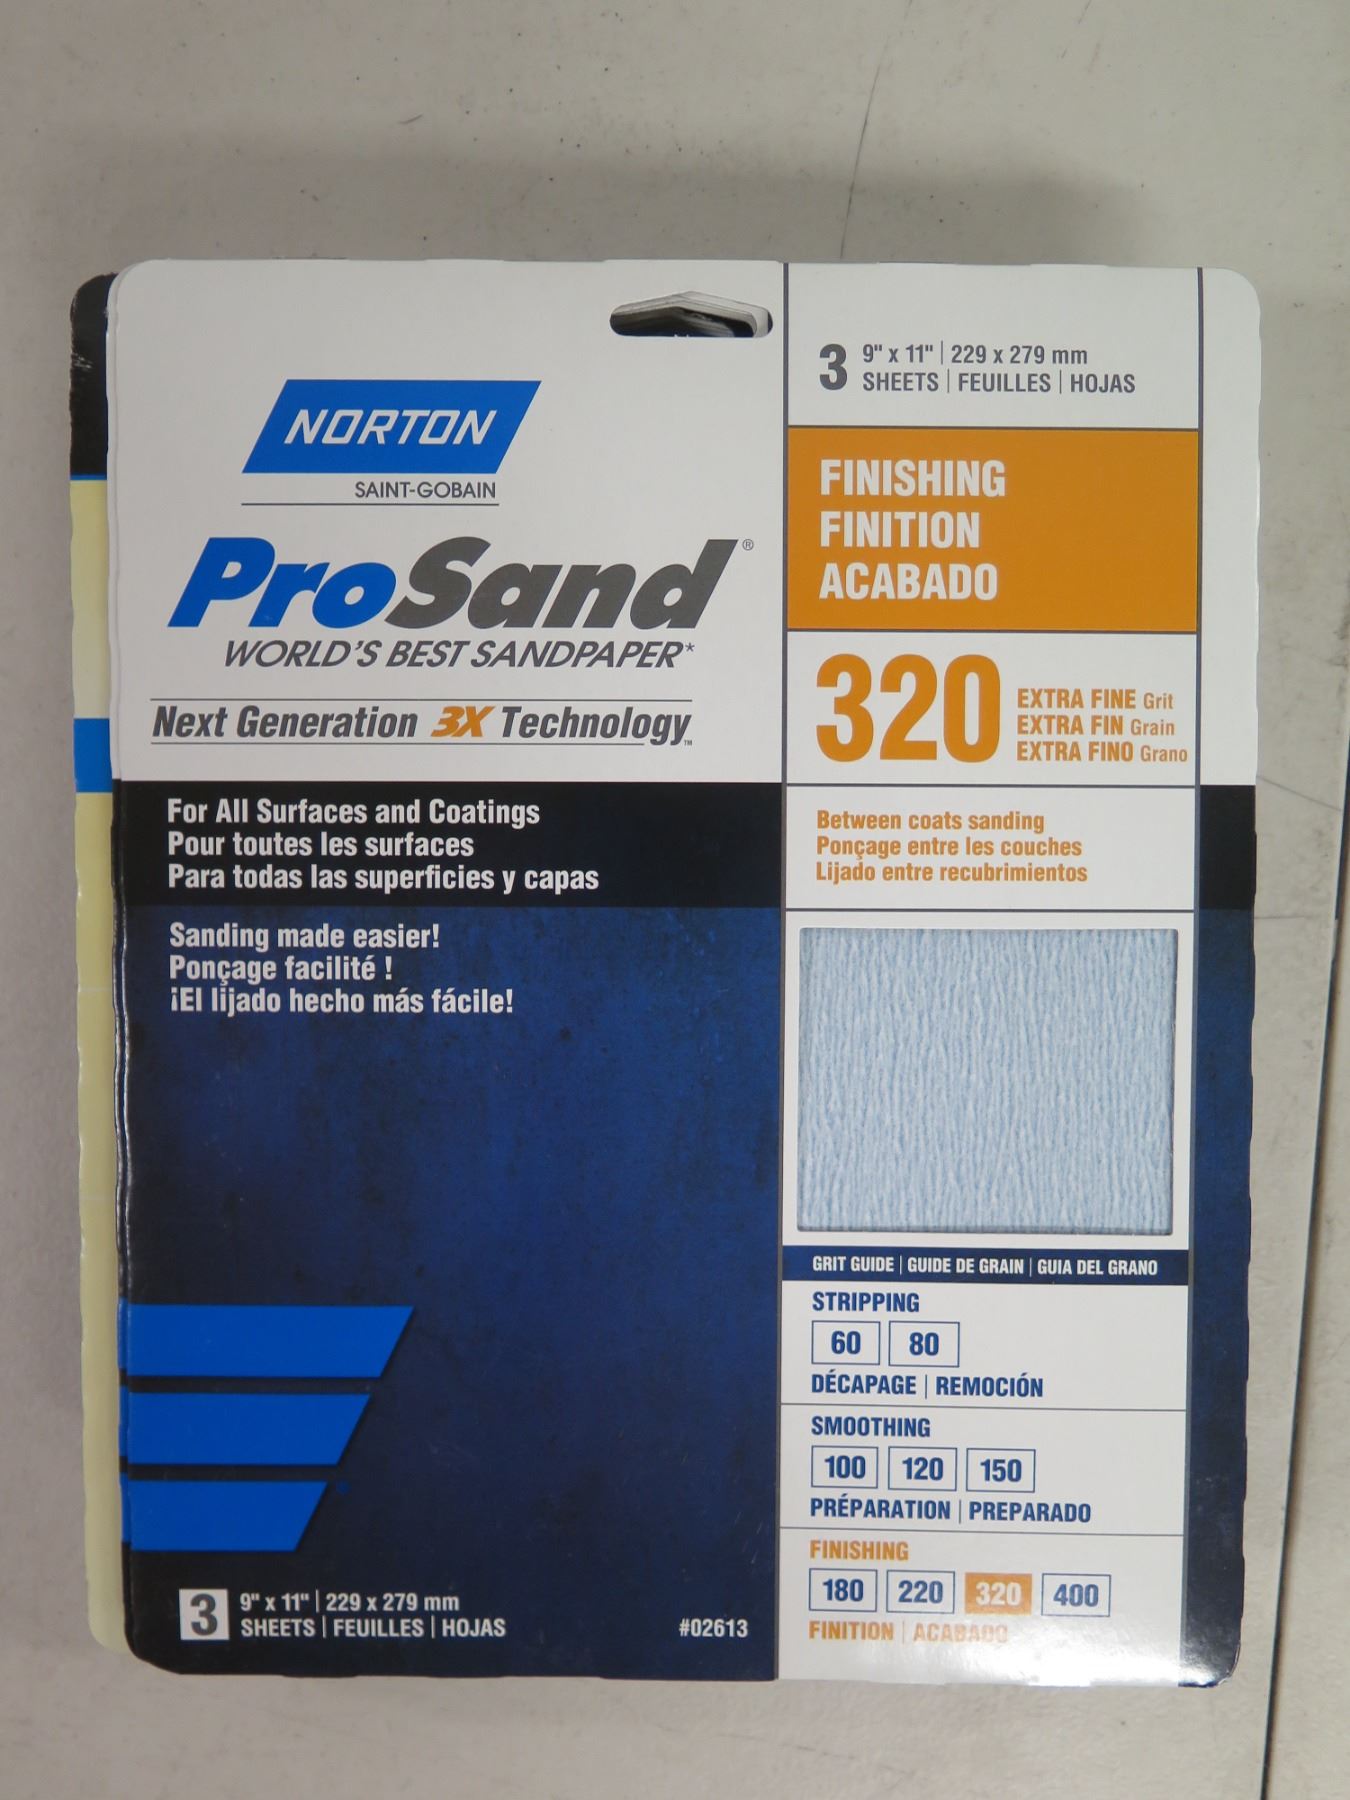 NORTON
SAINT-GOBAIN
ProSand®
WORLD'S BEST SANDPAPER*
Next Generation 3X Technology™
For All Surfaces and Coatings
Pour toutes les surfaces
Para todas las superficies y capas
Sanding made easier!
Ponçage facilité !
¡El lijado hecho más fácile!
3 9" x 11" | 229 x 279 mm
SHEETS | FEUILLES | HOJAS
#02613
3 9" x 11" | 229 x 279 mm
SHEETS | FEUILLES | HOJAS
FINISHING
FINITION
ACABADO
320
EXTRA FINE Grit
EXTRA FIN Grain
EXTRA FINO Grano
Between coats sanding
Ponçage entre les couches
Lijado entre recubrimientos
GRIT GUIDE | GUIDE DE GRAIN | GUIA DEL GRANO
STRIPPING
60 80
DÉCAPAGE | REMOCIÓN
SMOOTHING
100 120 150
PRÉPARATION | PREPARADO
FINISHING
180 220 320 400
FINITION | ACABADO